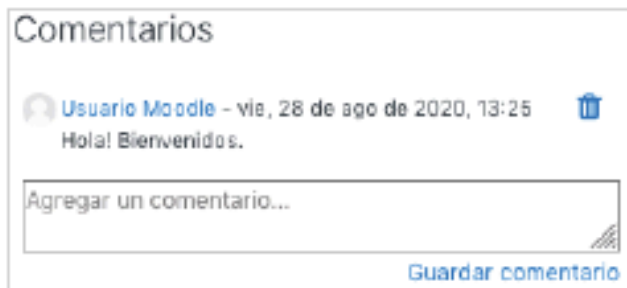 Comentarios
Usuario Moodle - vie, 28 de ago de 2020, 13:25
Hola! Bienvenidos.
Agregar un comentario...
Guardar comentario